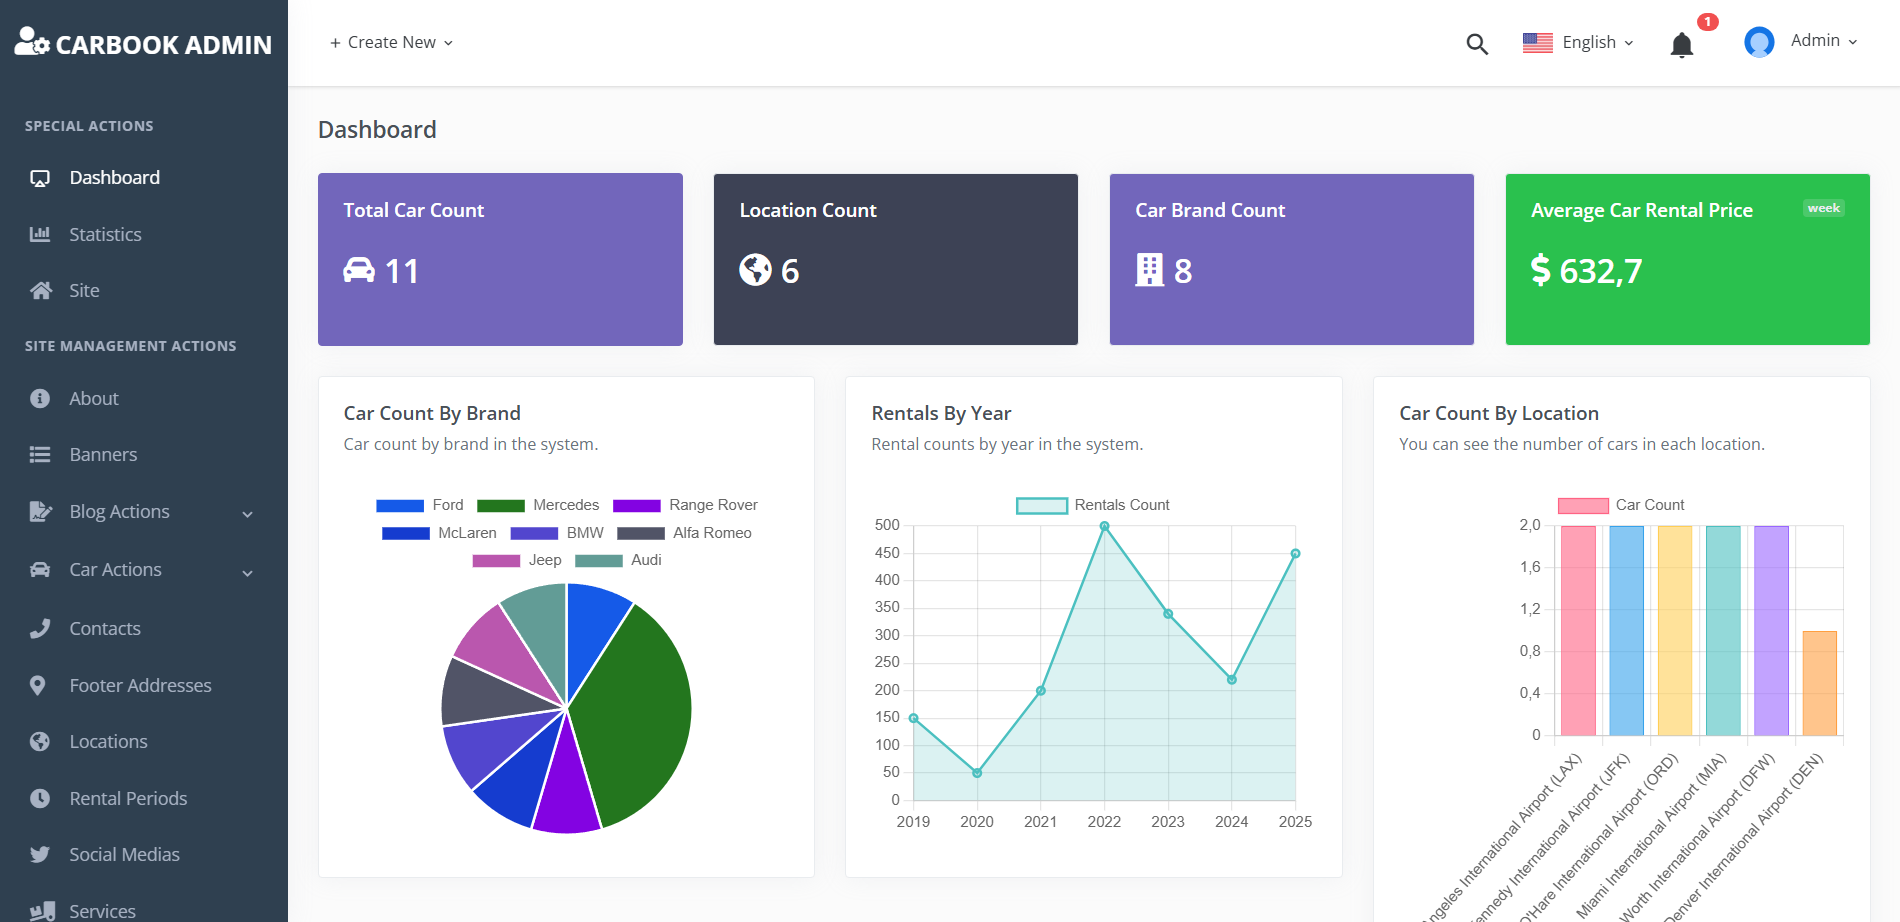 CARBOOK ADMIN
+ Create New
English
1
Admin
SPECIAL ACTIONS
Dashboard
Statistics
Site
SITE MANAGEMENT ACTIONS
About
Banners
Blog Actions
Car Actions
Contacts
Footer Addresses
Locations
Rental Periods
Social Medias
Services
Dashboard
Total Car Count
11
Location Count
6
Car Brand Count
8
Average Car Rental Price
week
$ 632,7
Car Count By Brand
Car count by brand in the system.
Ford Mercedes Range Rover
McLaren BMW Alfa Romeo
Jeep Audi
Rentals By Year
Rental counts by year in the system.
Rentals Count
500
450
400
350
300
250
200
150
100
50
0
2019 2020 2021 2022 2023 2024 2025
Car Count By Location
You can see the number of cars in each location.
Car Count
2,0
1,6
1,2
0,8
0,4
0
International Airport (LAX)
International Airport (JFK)
O'Hare International Airport (ORD)
Miami International Airport (MIA)
Worth International Airport (DFW)
Denver International Airport (DEN)